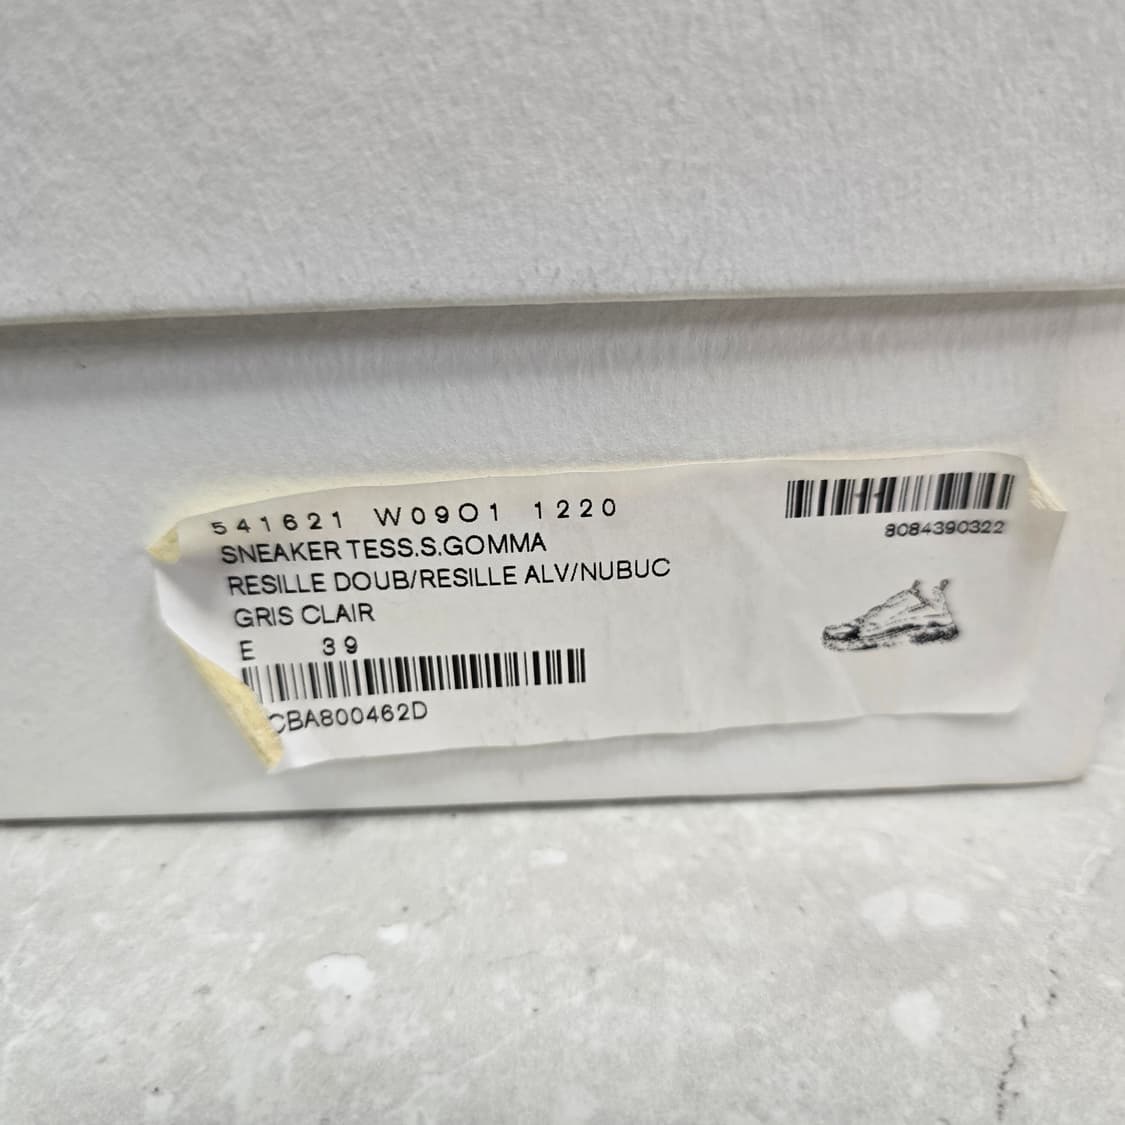 541621 W09O1 1220
SNEAKER TESS.S.GOMMA
RESILLE DOUB/RESILLE ALV/NUBUC
GRIS CLAIR
E 39
CBA800462D
8084390322